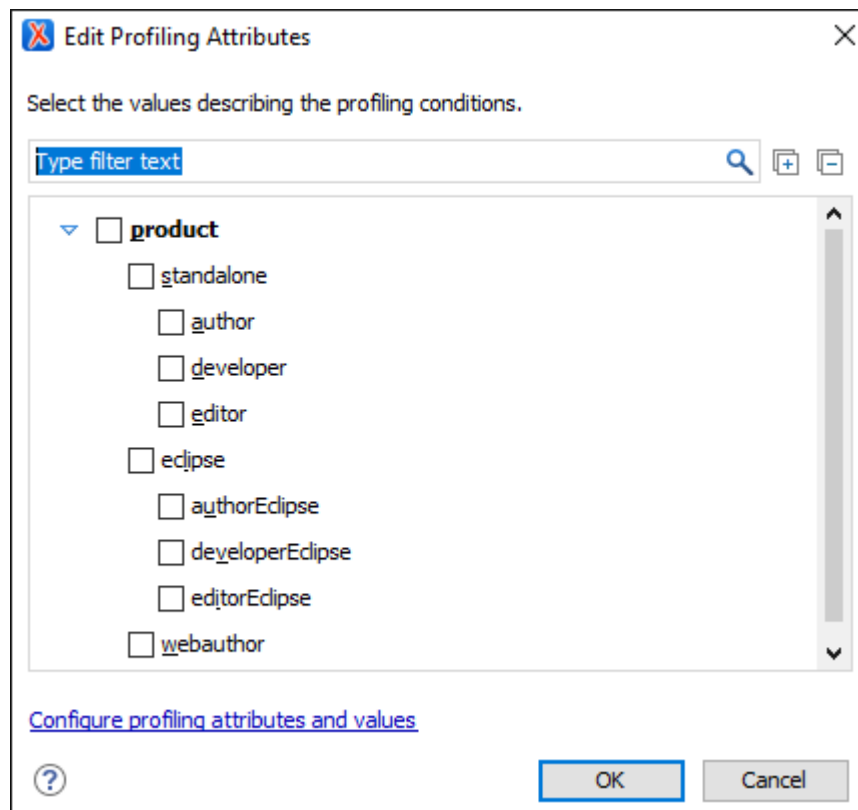 Edit Profiling Attributes
Select the values describing the profiling conditions.
Type filter text
product
standalone
author
developer
editor
eclipse
authorEclipse
developerEclipse
editorEclipse
webauthor
Configure profiling attributes and values
OK Cancel